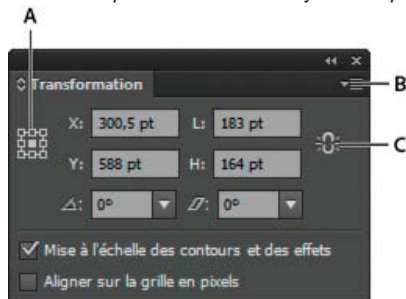 A
Transformation
B
X: 300,5 pt L: 183 pt
C
Y: 588 pt H: 164 pt
0° 0°
Mise à l'échelle des contours et des effets
Aligner sur la grille en pixels